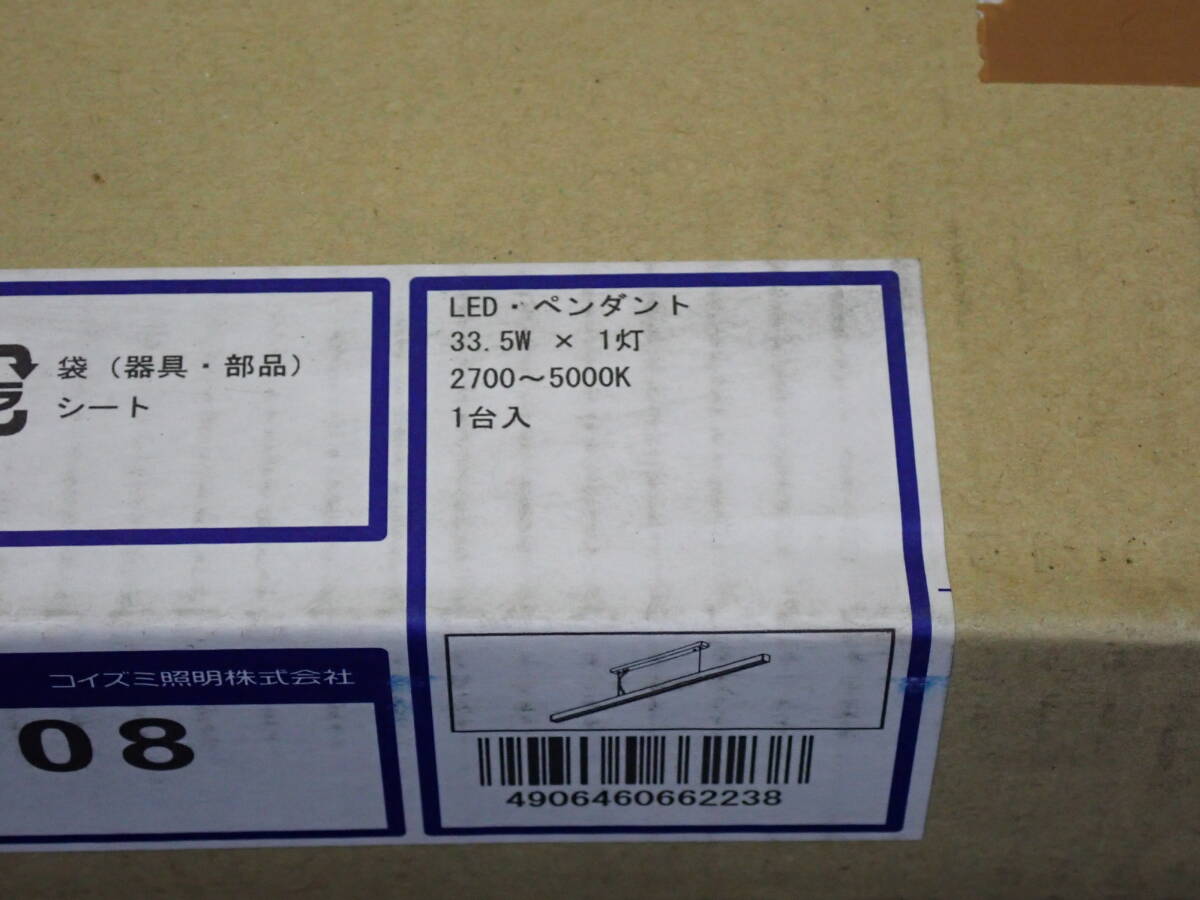 袋（器具・部品）
シート
LED・ペンダント
33.5W × 1灯
2700～5000K
1台入
コイズミ照明株式会社
08
4906460662238